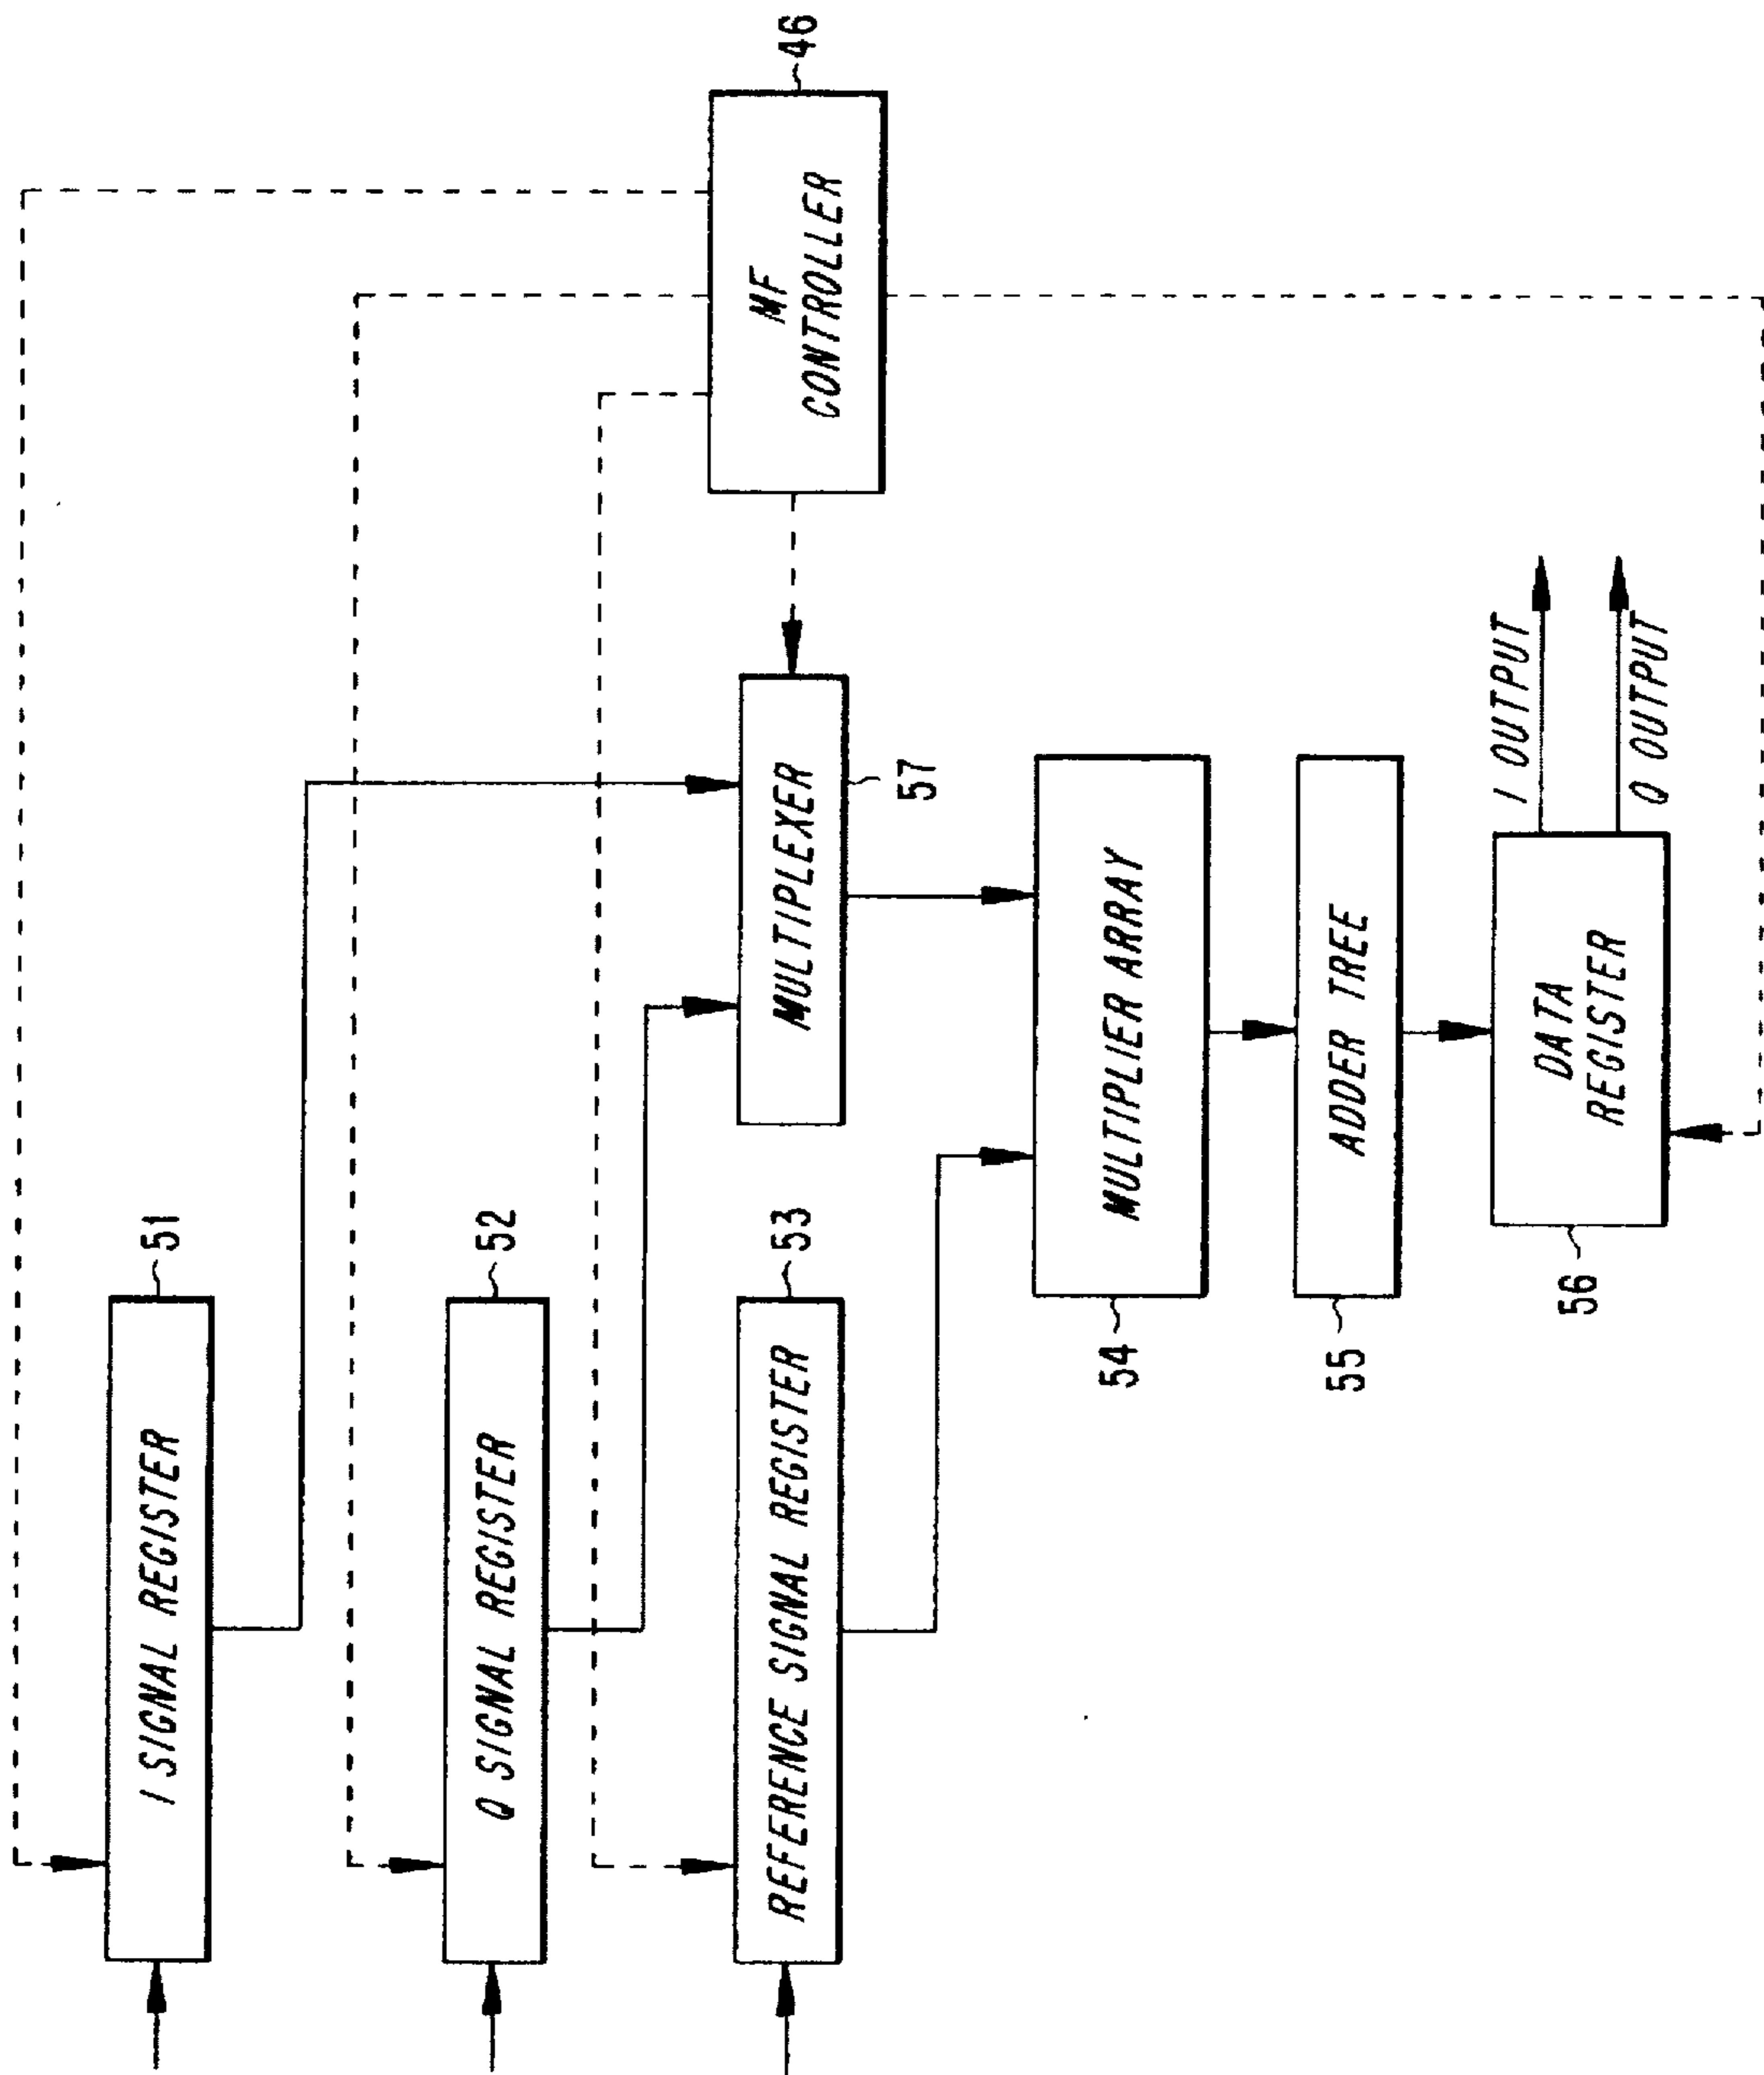 51
I SIGNAL REGISTER
52
Q SIGNAL REGISTER
53
REFERENCE SIGNAL REGISTER
46
MF
CONTROLLER
MULTIPLEXER
57
MULTIPLIER ARRAY
54
ADDER TREE
55
DATA
REGISTER
56
I OUTPUT
Q OUTPUT